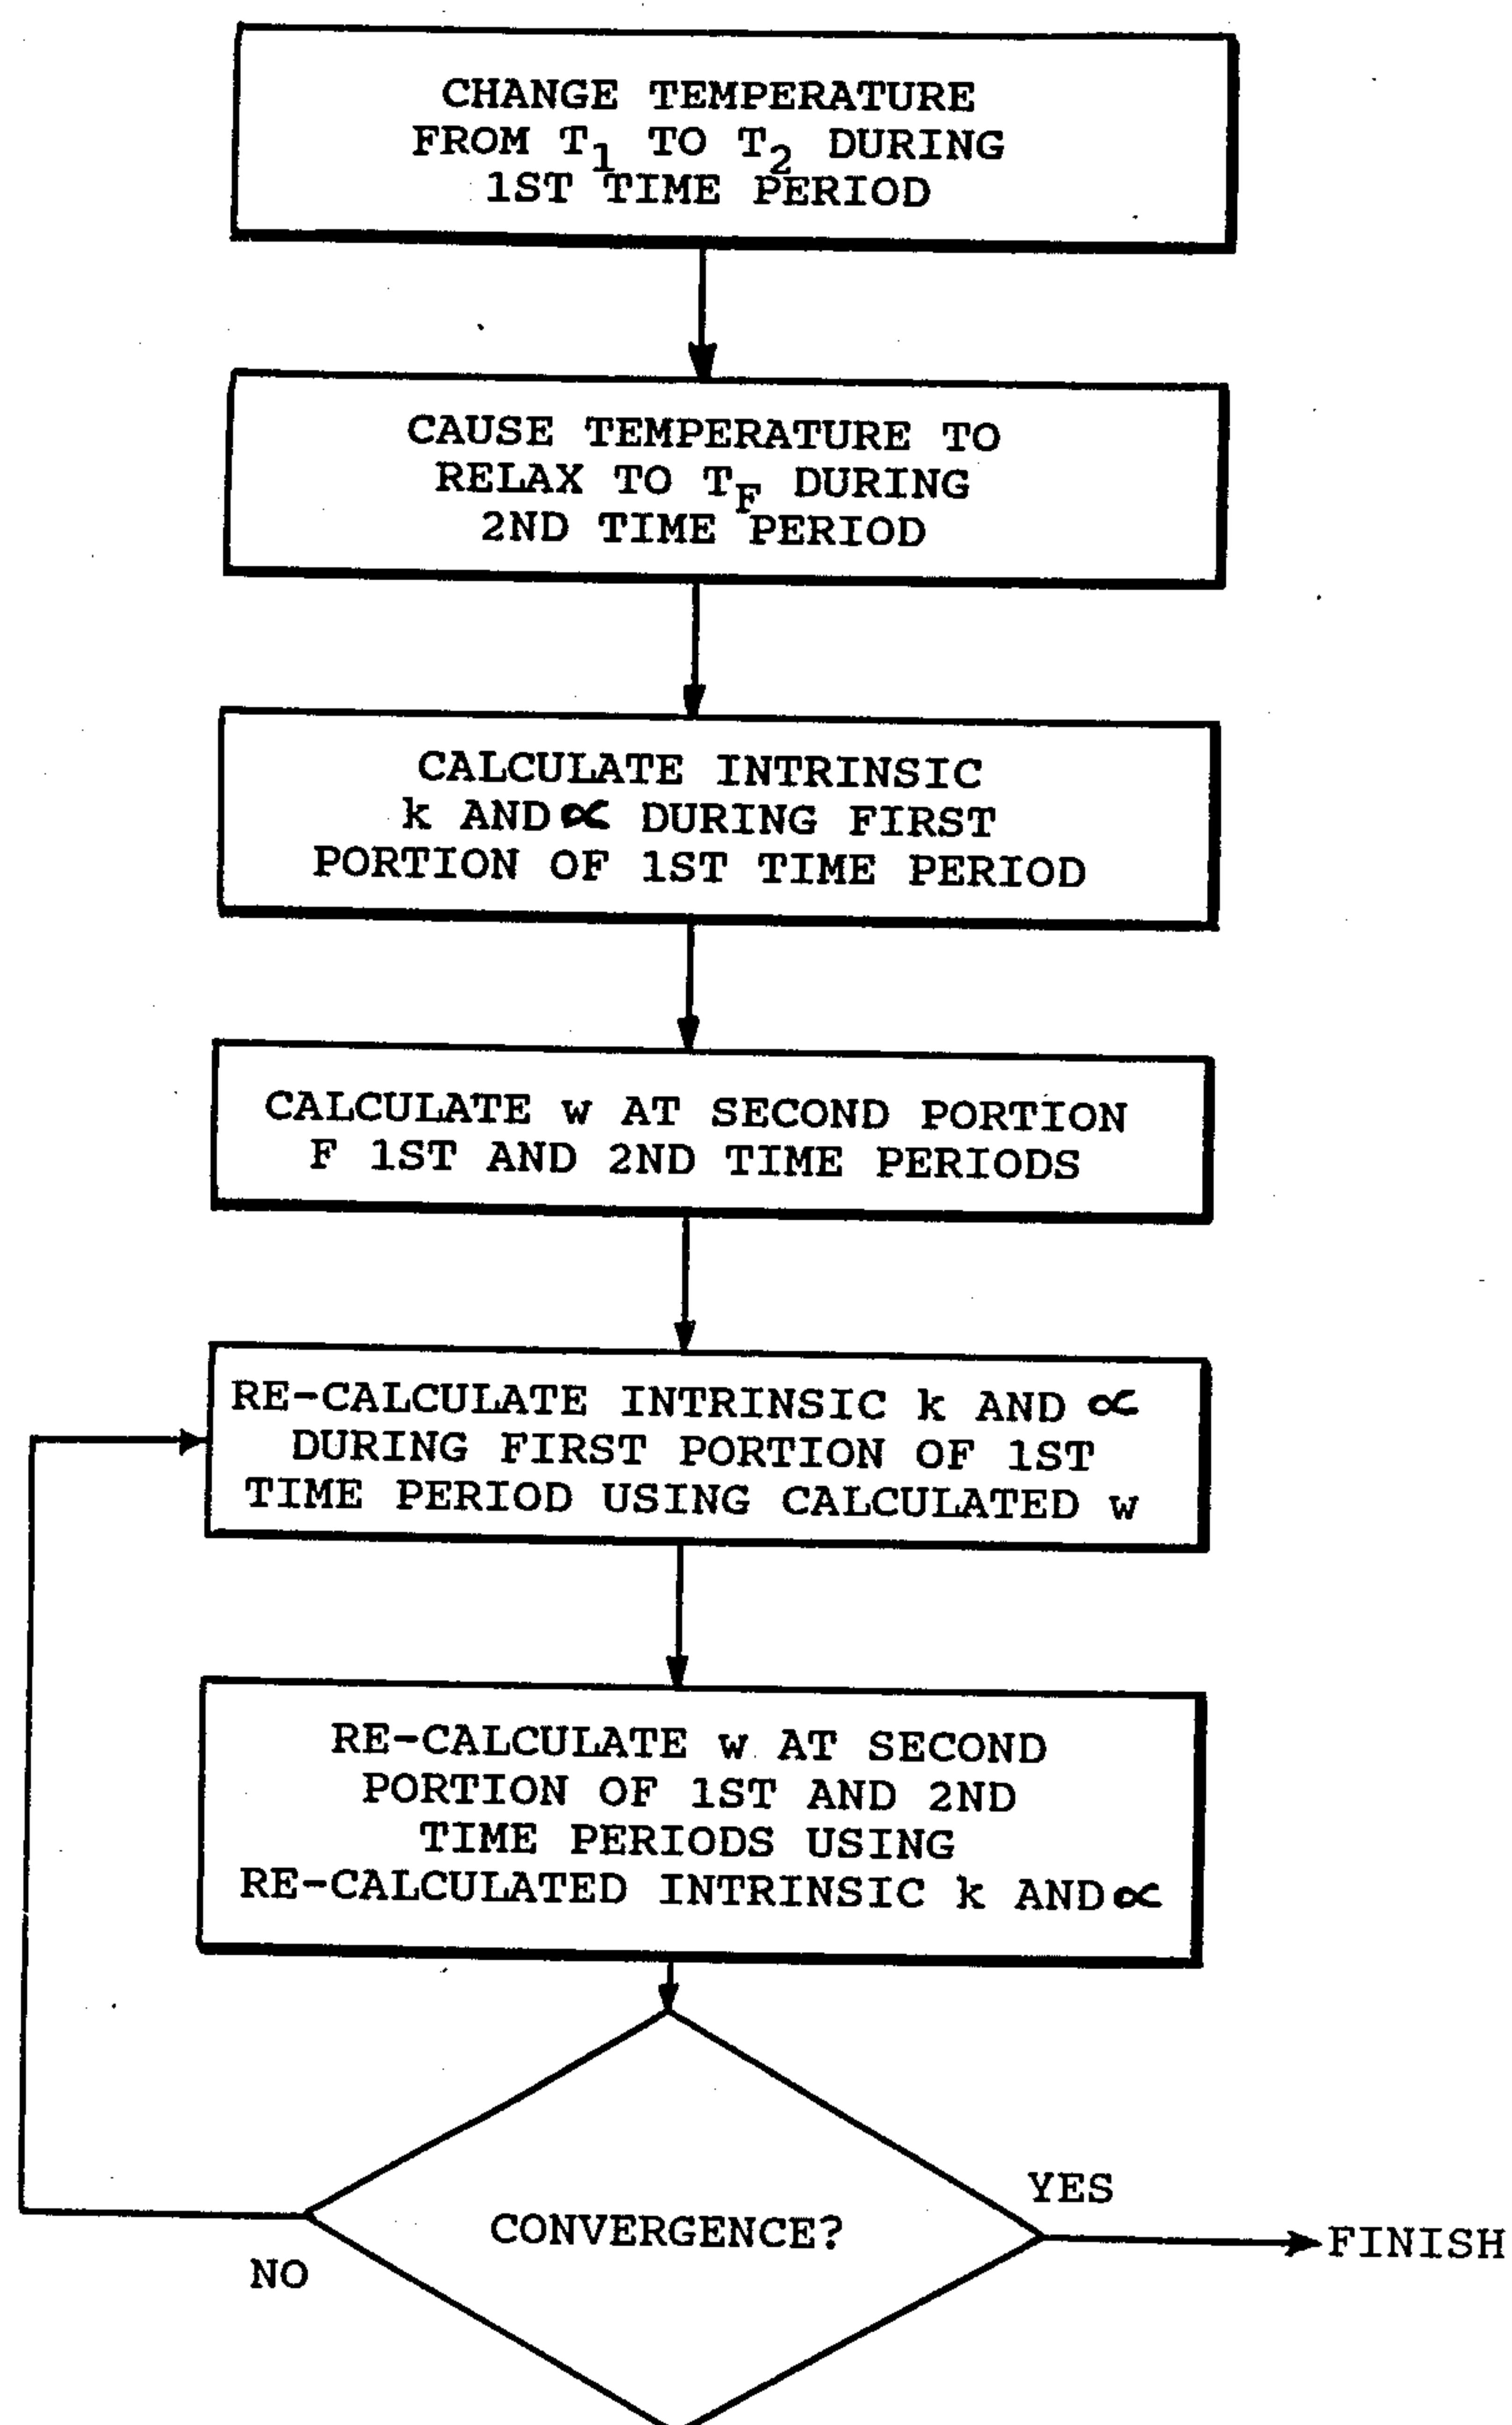 CHANGE TEMPERATURE
FROM T₁ TO T₂ DURING
1ST TIME PERIOD
CAUSE TEMPERATURE TO
RELAX TO T_F DURING
2ND TIME PERIOD
CALCULATE INTRINSIC
k AND ∝ DURING FIRST
PORTION OF 1ST TIME PERIOD
CALCULATE w AT SECOND PORTION
F 1ST AND 2ND TIME PERIODS
RE-CALCULATE INTRINSIC k AND ∝
DURING FIRST PORTION OF 1ST
TIME PERIOD USING CALCULATED w
RE-CALCULATE w AT SECOND
PORTION OF 1ST AND 2ND
TIME PERIODS USING
RE-CALCULATED INTRINSIC k AND ∝
CONVERGENCE?
YES
FINISH
NO